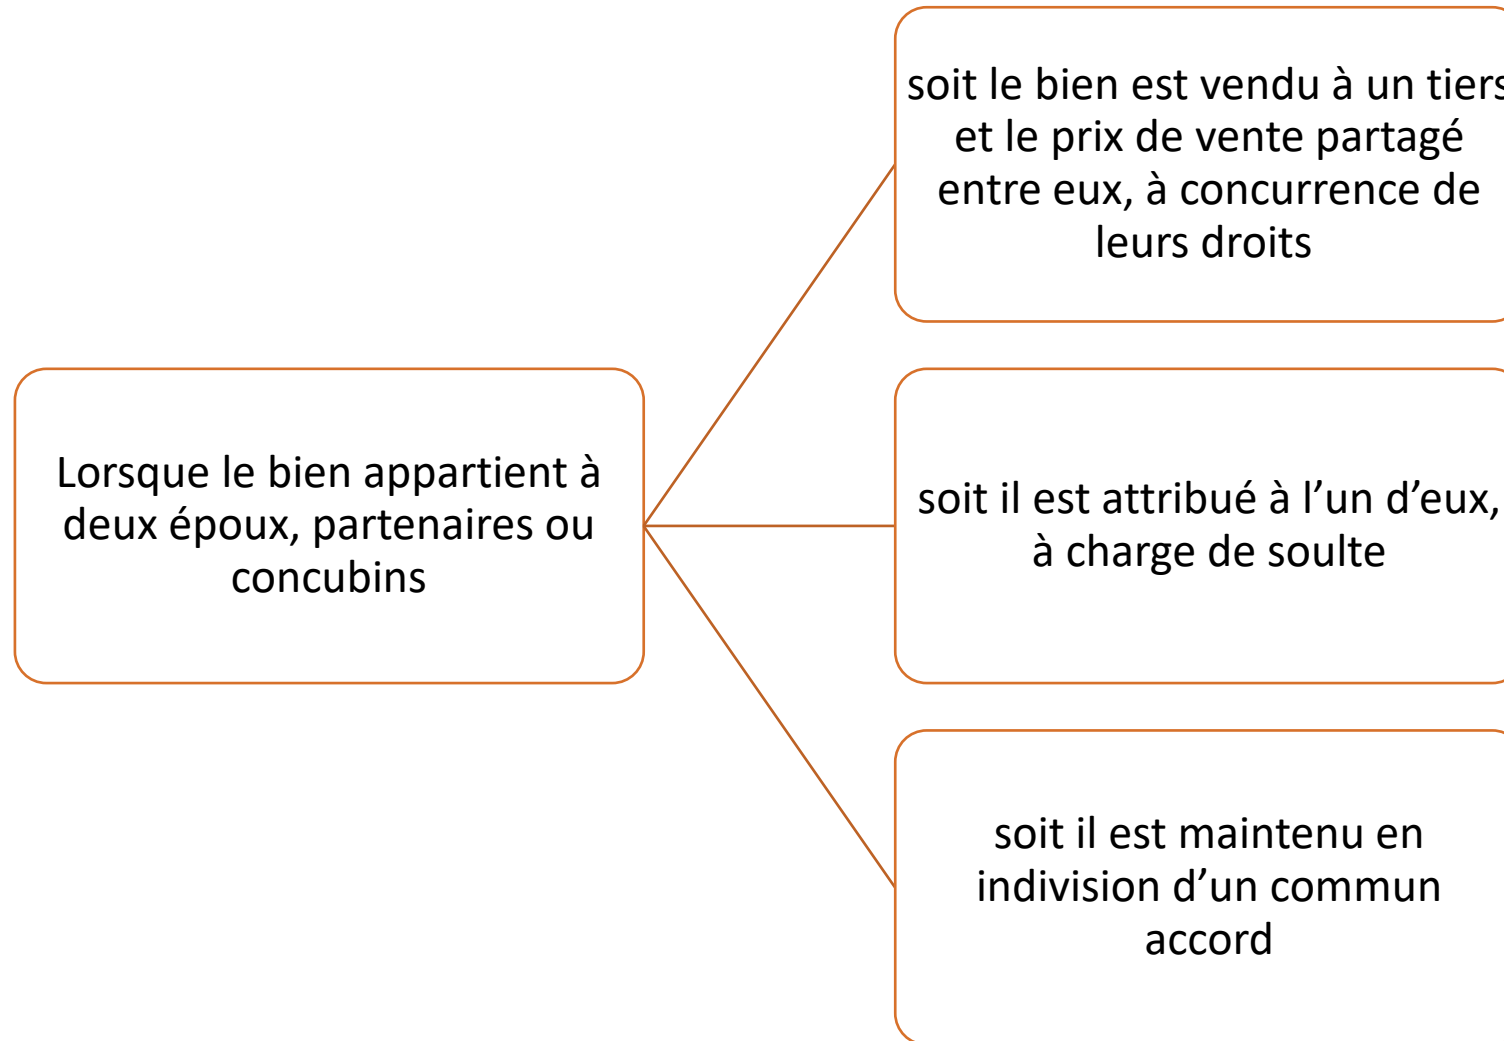 soit le bien est vendu à un tiers
et le prix de vente partagé
entre eux, à concurrence de
leurs droits
Lorsque le bien appartient à
deux époux, partenaires ou
concubins
soit il est attribué à l’un d’eux,
à charge de soulte
soit il est maintenu en
indivision d’un commun
accord